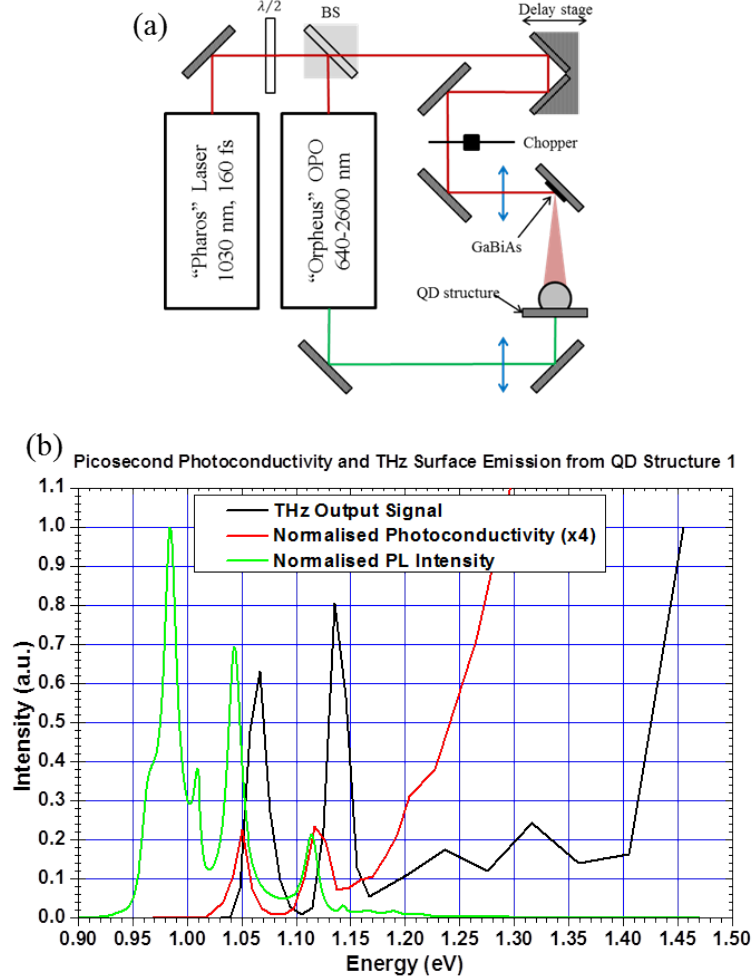 (a)
λ/2
BS
Delay stage
"Pharos" Laser
1030 nm, 160 fs
"Orpheus" OPO
640-2600 nm
Chopper
GaBiAs
QD structure
(b)
Picosecond Photoconductivity and THz Surface Emission from QD Structure 1
THz Output Signal
Normalised Photoconductivity (x4)
Normalised PL Intensity
Intensity (a.u.)
1.1
1.0
0.9
0.8
0.7
0.6
0.5
0.4
0.3
0.2
0.1
0.0
0.90 0.95 1.00 1.05 1.10 1.15 1.20 1.25 1.30 1.35 1.40 1.45 1.50
Energy (eV)